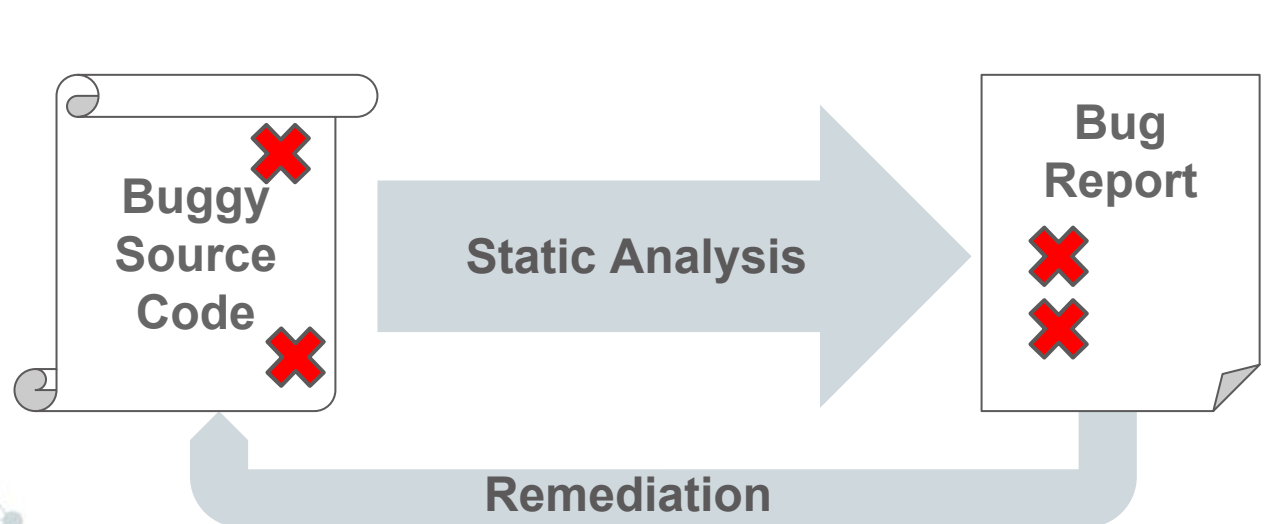 Buggy
Source
Code
Static Analysis
Bug
Report
Remediation